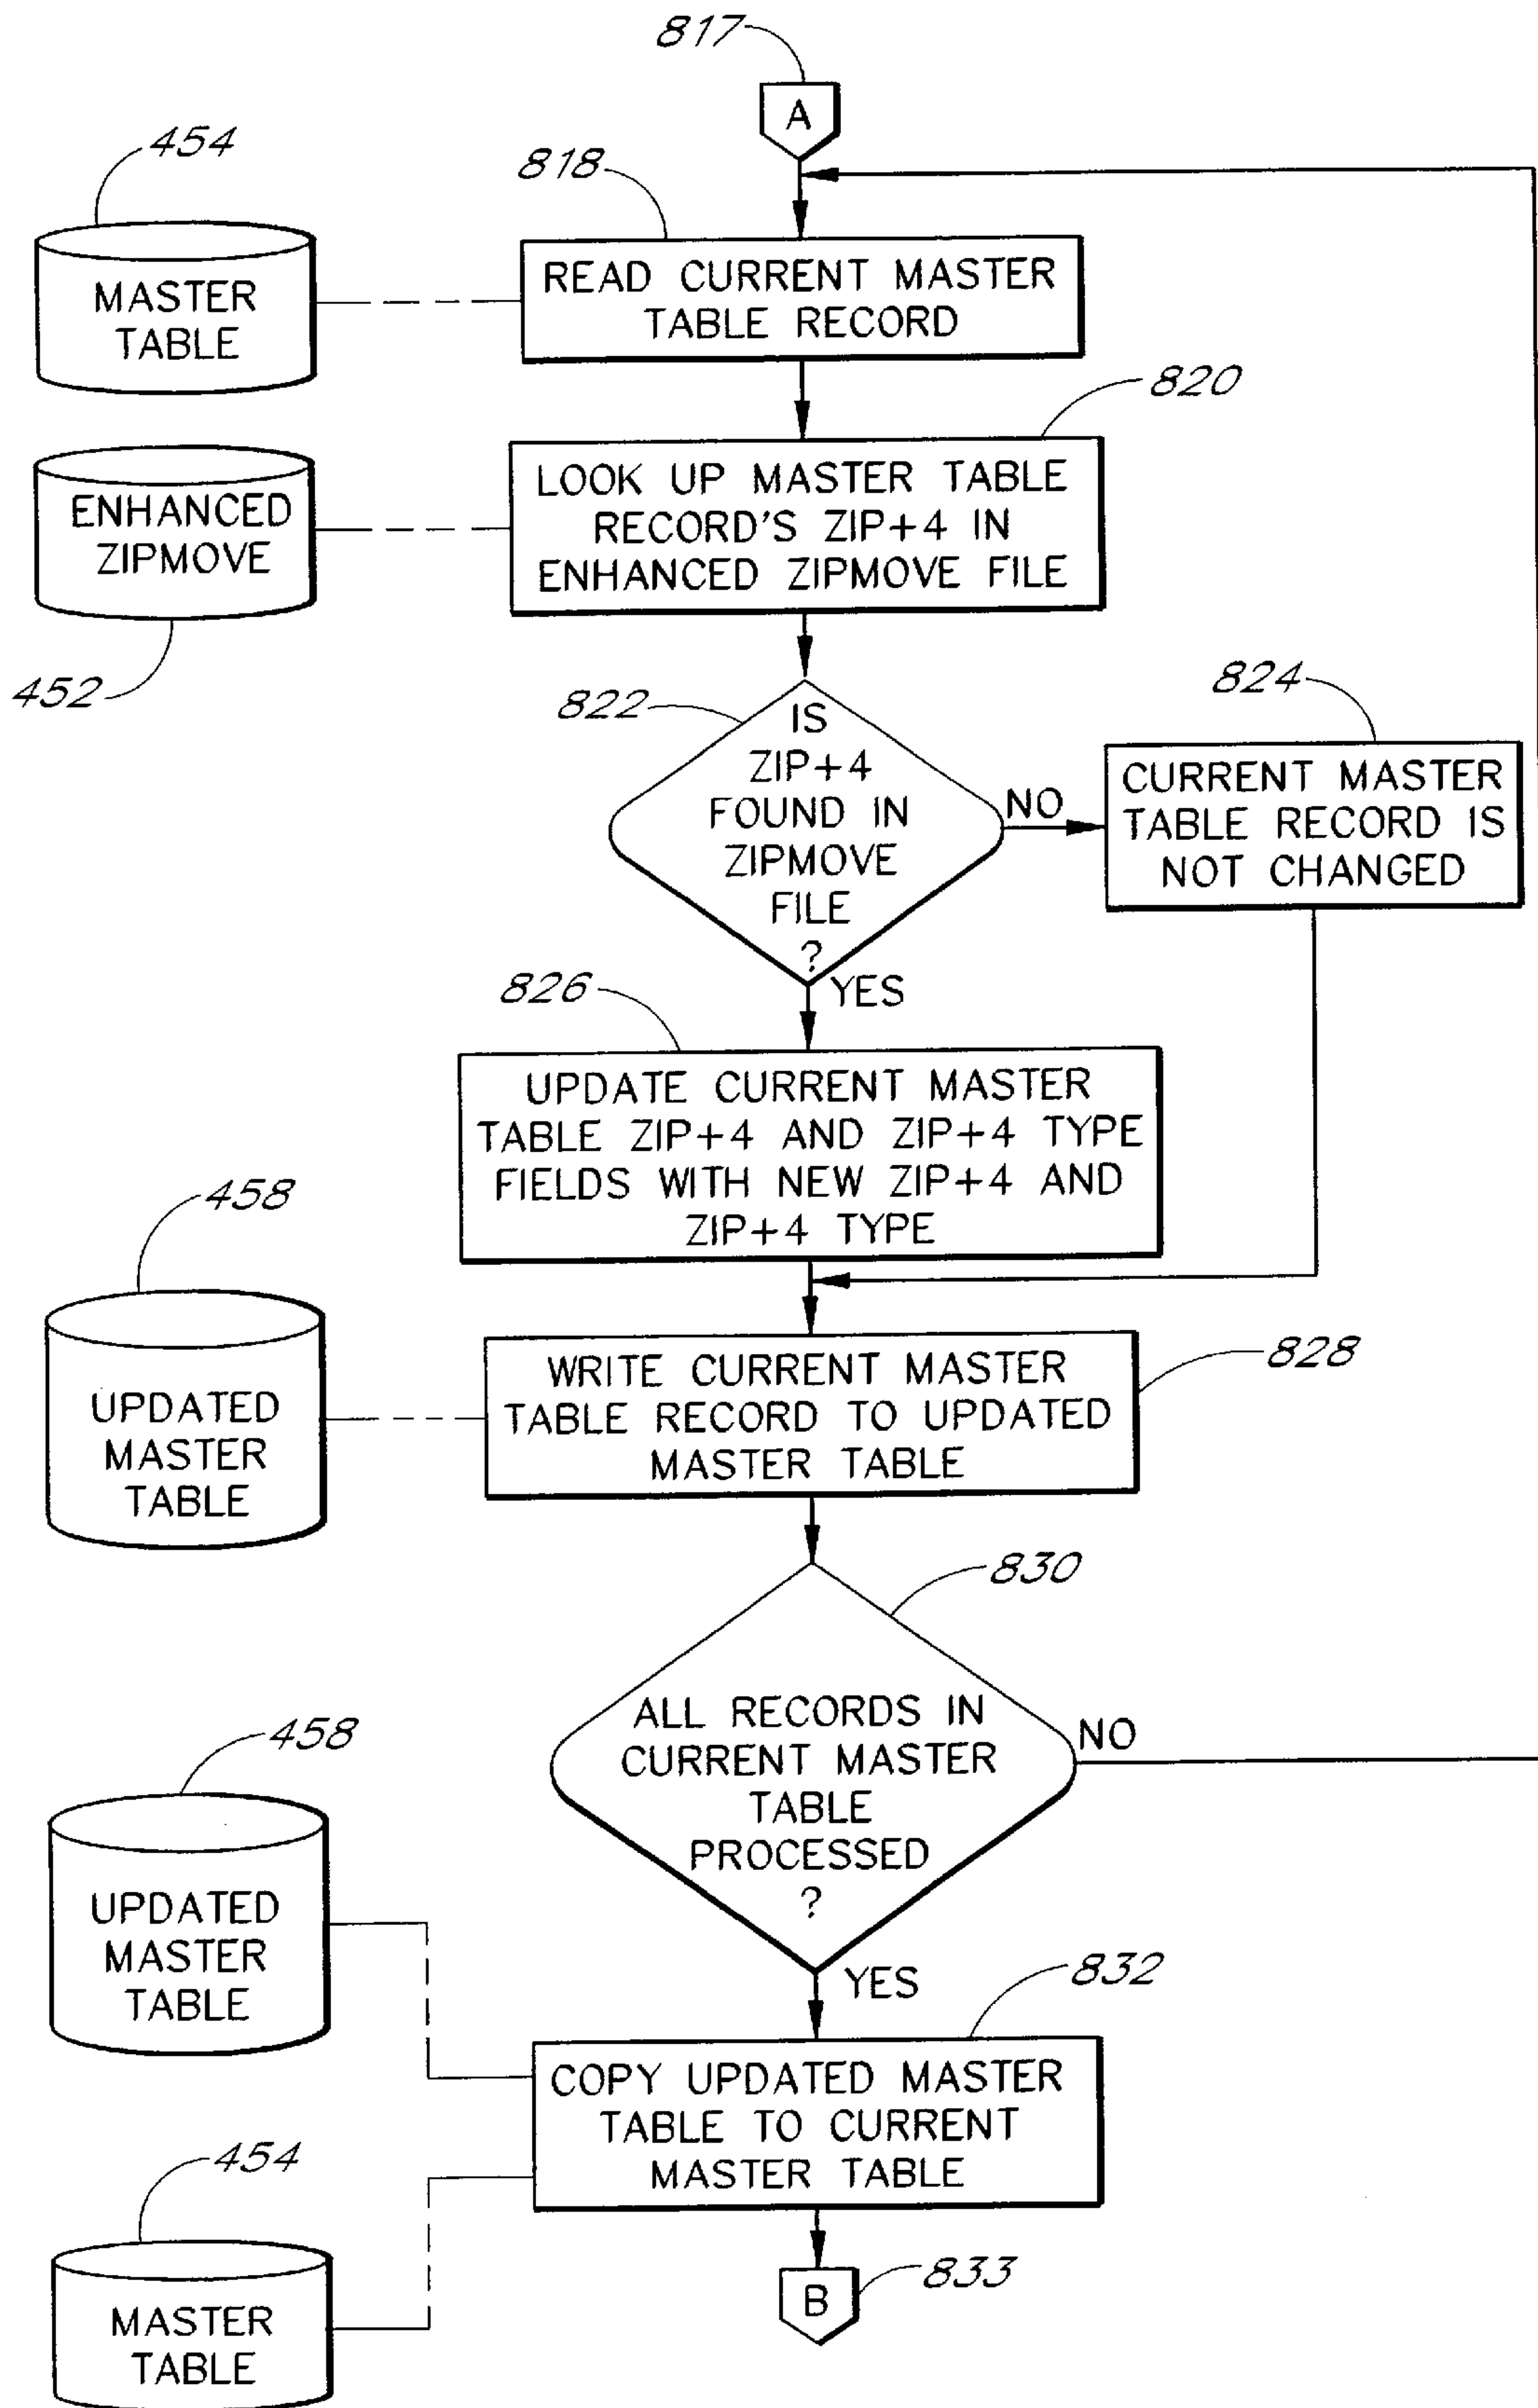 817
A
454
818
MASTER
TABLE
READ CURRENT MASTER
TABLE RECORD
820
ENHANCED
ZIPMOVE
LOOK UP MASTER TABLE
RECORD'S ZIP+4 IN
ENHANCED ZIPMOVE FILE
452
822
IS
ZIP+4
FOUND IN
ZIPMOVE
FILE
?
NO
824
CURRENT MASTER
TABLE RECORD IS
NOT CHANGED
YES
826
UPDATE CURRENT MASTER
TABLE ZIP+4 AND ZIP+4 TYPE
FIELDS WITH NEW ZIP+4 AND
ZIP+4 TYPE
458
UPDATED
MASTER
TABLE
828
WRITE CURRENT MASTER
TABLE RECORD TO UPDATED
MASTER TABLE
830
ALL RECORDS IN
CURRENT MASTER
TABLE
PROCESSED
?
NO
458
UPDATED
MASTER
TABLE
YES
832
COPY UPDATED MASTER
TABLE TO CURRENT
MASTER TABLE
454
MASTER
TABLE
B
833